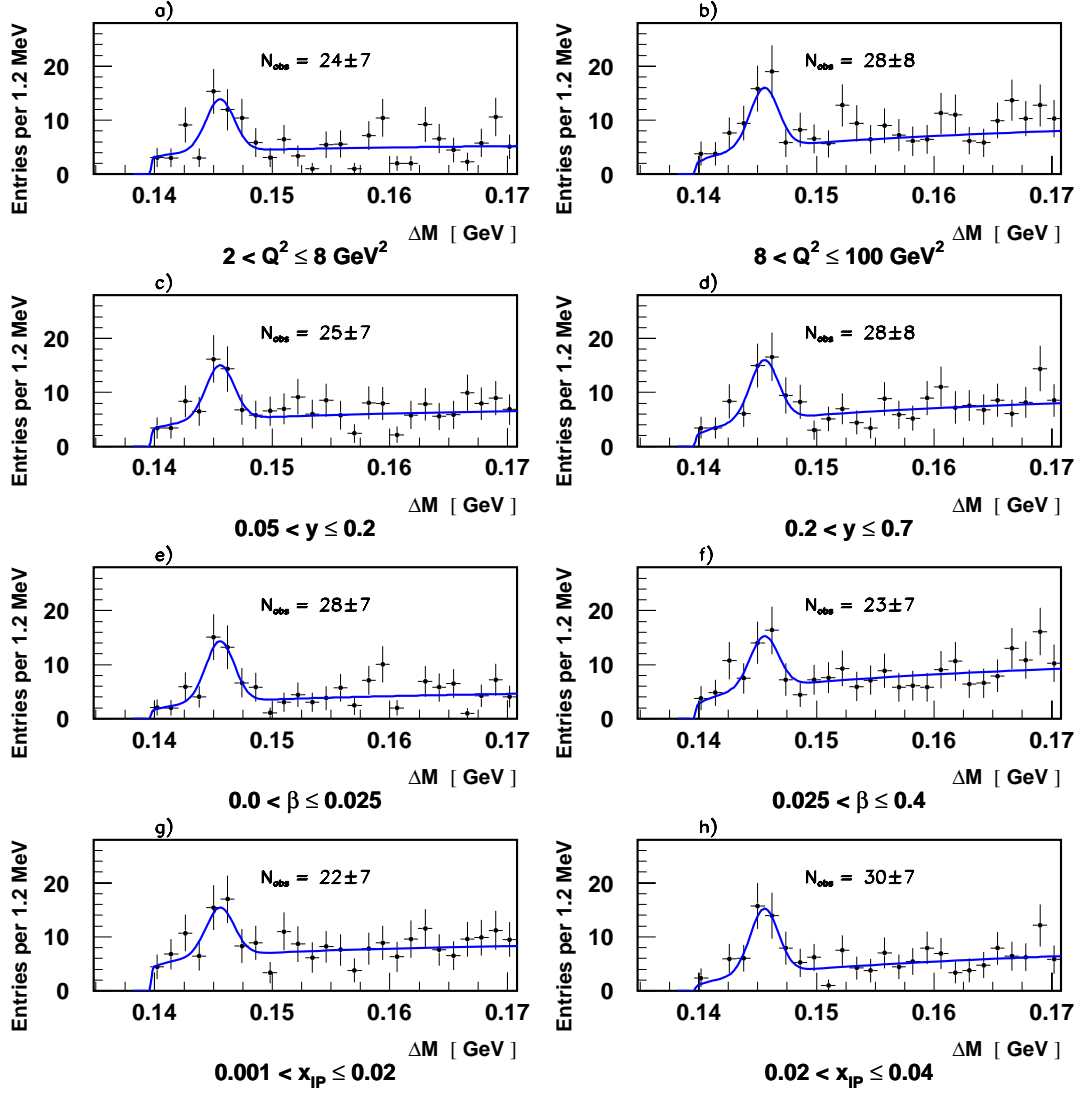 a)
Entries per 1.2 MeV
N_obs = 24±7
20
10
0
0.14 0.15 0.16 0.17
ΔM [ GeV ]
2 < Q² ≤ 8 GeV²
b)
Entries per 1.2 MeV
N_obs = 28±8
20
10
0
0.14 0.15 0.16 0.17
ΔM [ GeV ]
8 < Q² ≤ 100 GeV²
c)
Entries per 1.2 MeV
N_obs = 25±7
20
10
0
0.14 0.15 0.16 0.17
ΔM [ GeV ]
0.05 < y ≤ 0.2
d)
Entries per 1.2 MeV
N_obs = 28±8
20
10
0
0.14 0.15 0.16 0.17
ΔM [ GeV ]
0.2 < y ≤ 0.7
e)
Entries per 1.2 MeV
N_obs = 28±7
20
10
0
0.14 0.15 0.16 0.17
ΔM [ GeV ]
0.0 < β ≤ 0.025
f)
Entries per 1.2 MeV
N_obs = 23±7
20
10
0
0.14 0.15 0.16 0.17
ΔM [ GeV ]
0.025 < β ≤ 0.4
g)
Entries per 1.2 MeV
N_obs = 22±7
20
10
0
0.14 0.15 0.16 0.17
ΔM [ GeV ]
0.001 < x_IP ≤ 0.02
h)
Entries per 1.2 MeV
N_obs = 30±7
20
10
0
0.14 0.15 0.16 0.17
ΔM [ GeV ]
0.02 < x_IP ≤ 0.04